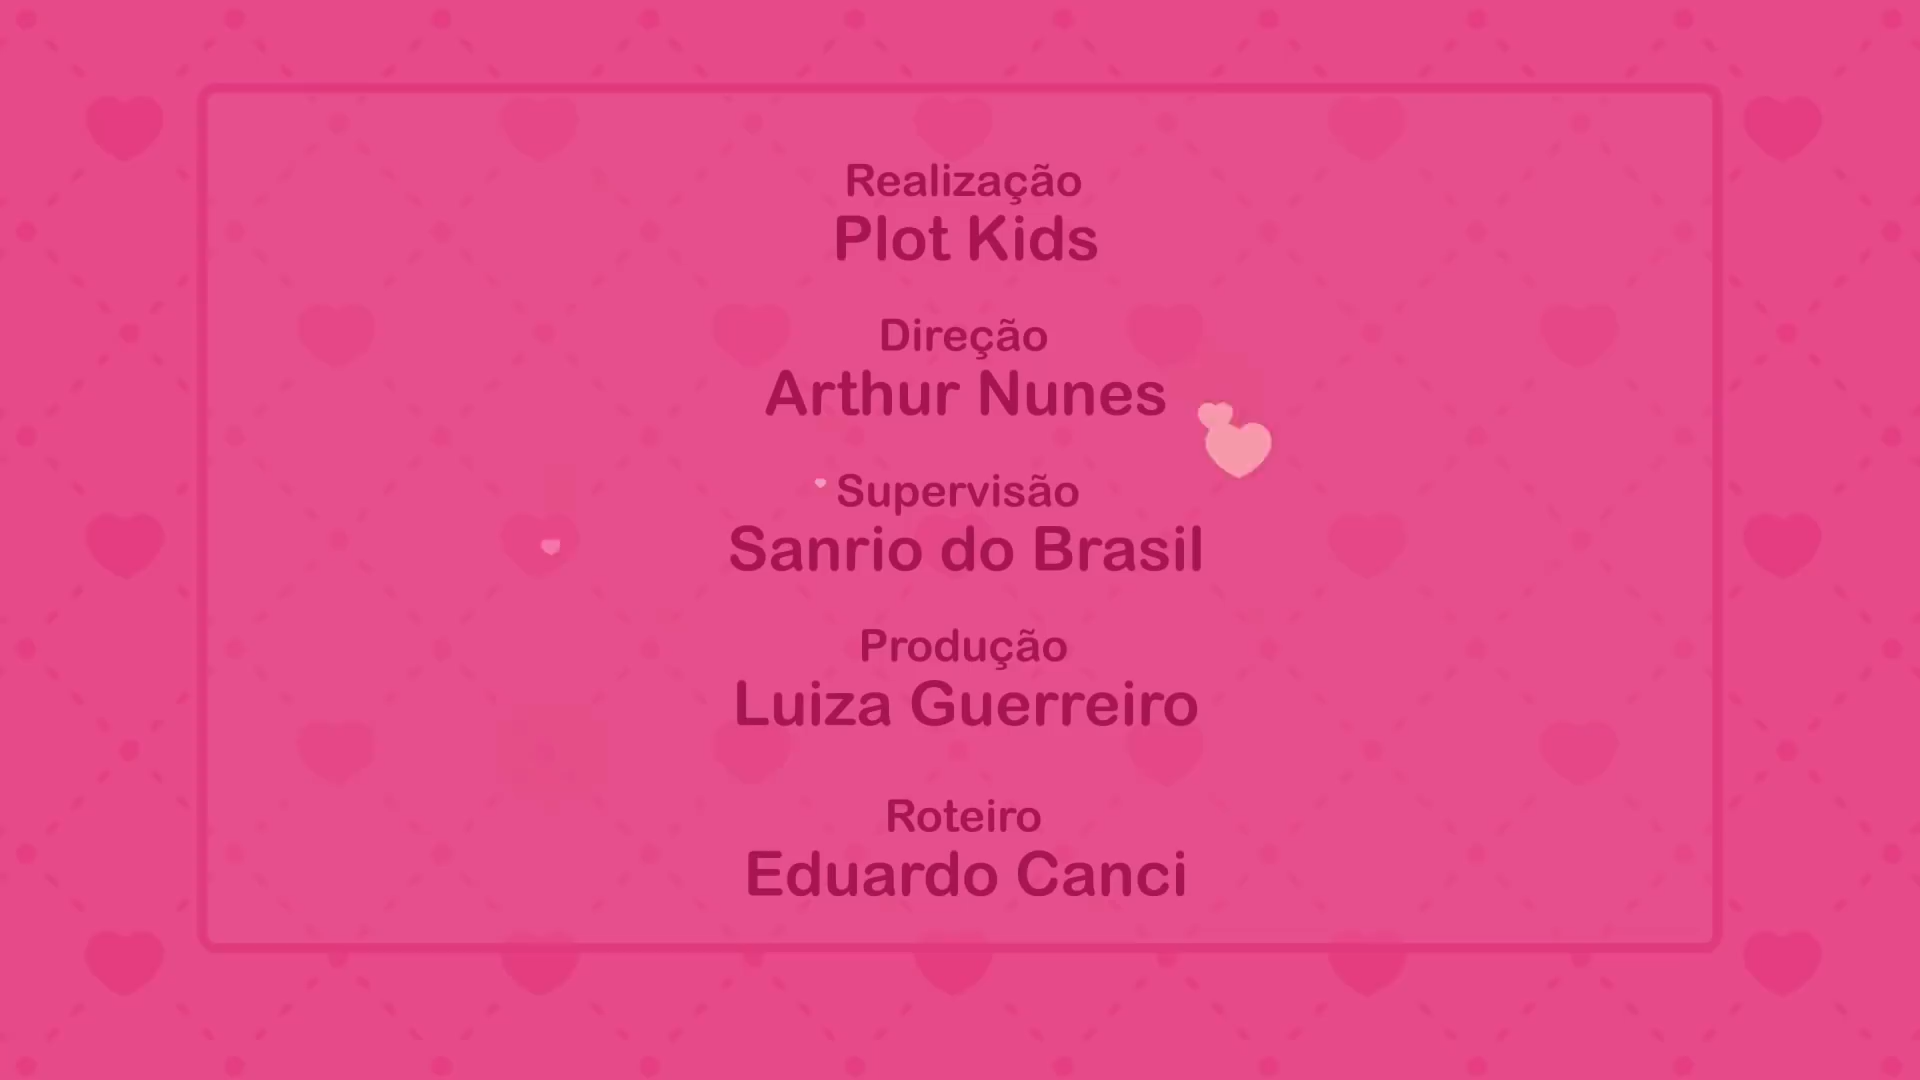 Realização
Plot Kids
Direção
Arthur Nunes
Supervisão
Sanrio do Brasil
Produção
Luiza Guerreiro
Roteiro
Eduardo Canci